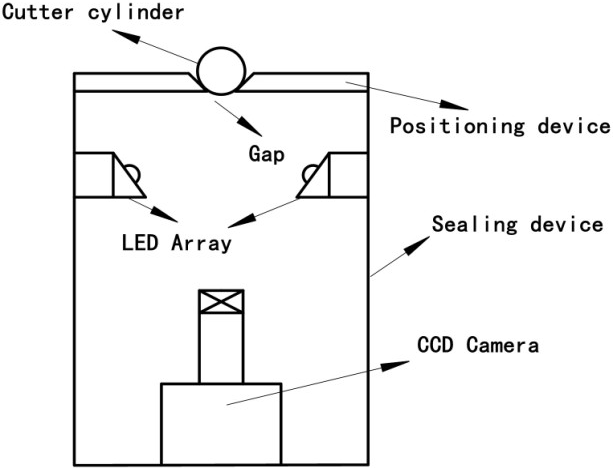 Cutter cylinder
Positioning device
Gap
Sealing device
LED Array
CCD Camera